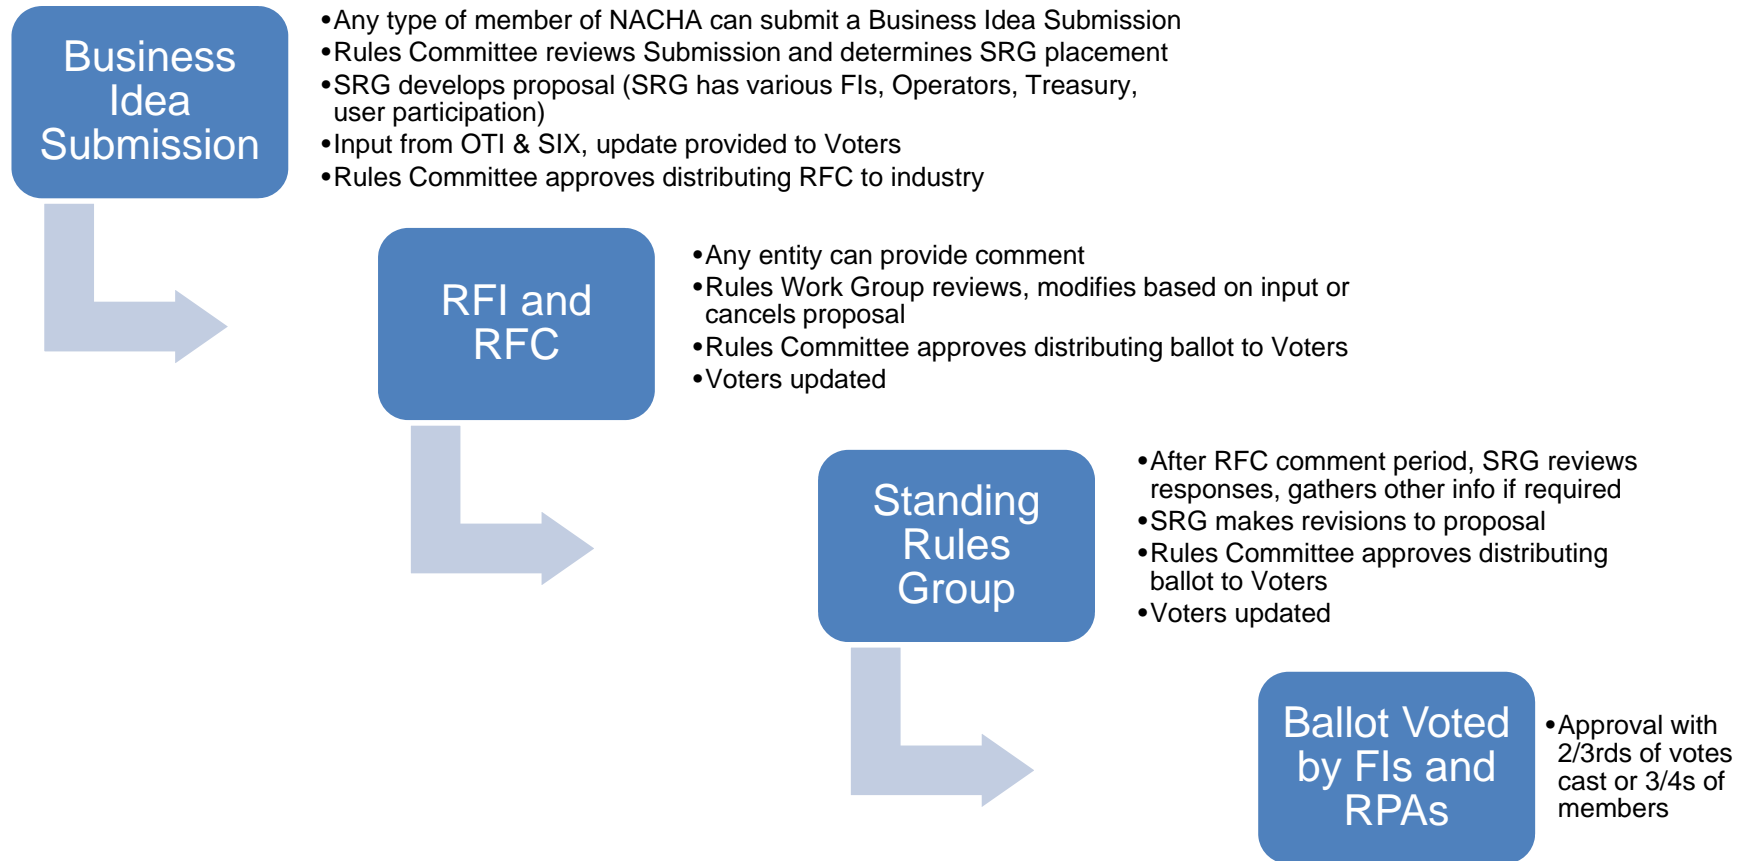 Business
Idea
Submission
•Any type of member of NACHA can submit a Business Idea Submission
•Rules Committee reviews Submission and determines SRG placement
•SRG develops proposal (SRG has various FIs, Operators, Treasury,
user participation)
•Input from OTI & SIX, update provided to Voters
•Rules Committee approves distributing RFC to industry
RFI and
RFC
•Any entity can provide comment
•Rules Work Group reviews, modifies based on input or
cancels proposal
•Rules Committee approves distributing ballot to Voters
•Voters updated
Standing
Rules
Group
•After RFC comment period, SRG reviews
responses, gathers other info if required
•SRG makes revisions to proposal
•Rules Committee approves distributing
ballot to Voters
•Voters updated
Ballot Voted
by FIs and
RPAs
•Approval with
2/3rds of votes
cast or 3/4s of
members